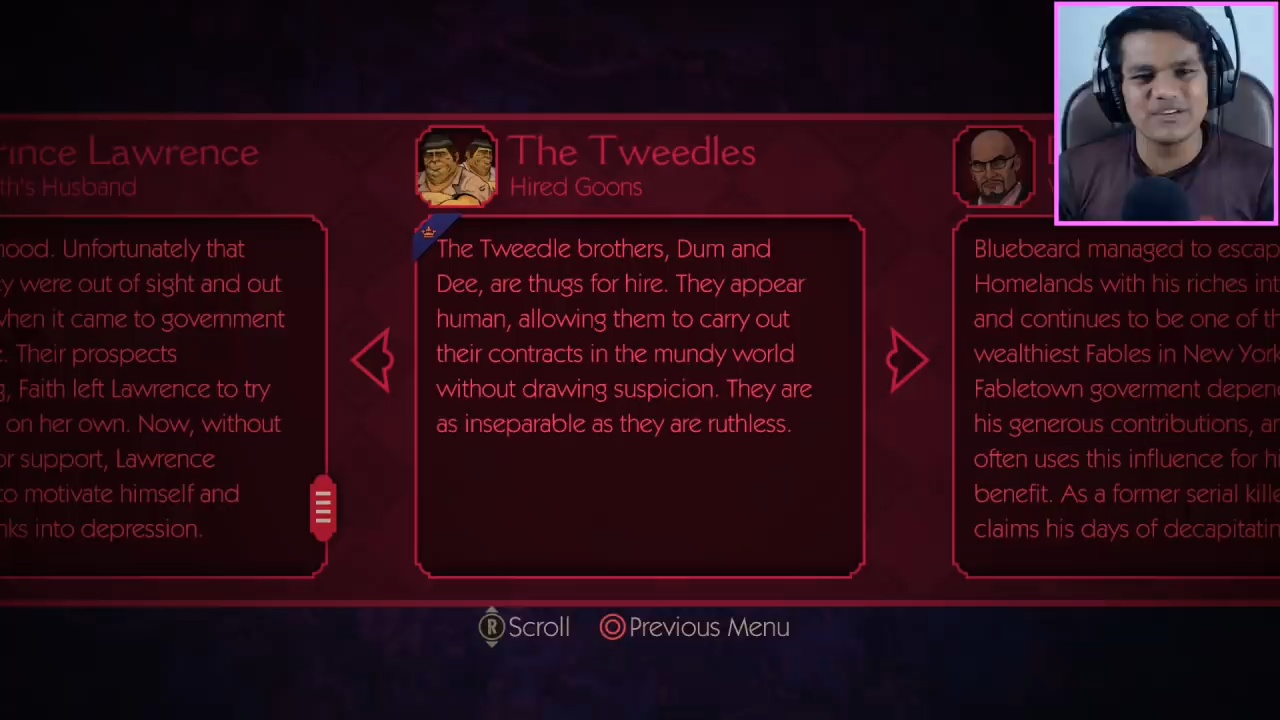 rince Lawrence
th's Husband
nood. Unfortunately that
y were out of sight and out
when it came to government
. Their prospects
g, Faith left Lawrence to try
on her own. Now, without
or support, Lawrence
to motivate himself and
nks into depression.
The Tweedles
Hired Goons
The Tweedle brothers, Dum and
Dee, are thugs for hire. They appear
human, allowing them to carry out
their contracts in the mundy world
without drawing suspicion. They are
as inseparable as they are ruthless.
Bluebeard managed to escap
Homelands with his riches int
and continues to be one of th
wealthiest Fables in New York
Fabletown goverment depen
his generous contributions, a
often uses this influence for hi
benefit. As a former serial kille
claims his days of decapitatin
R Scroll
Previous Menu